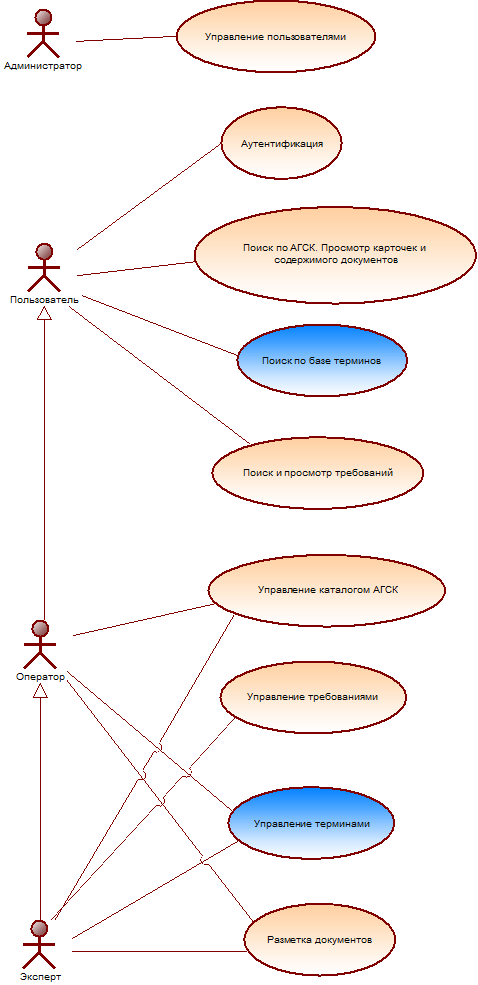 Управление пользователями
Администратор
Аутентификация
Поиск по АГСК. Просмотр карточек и
содержимого документов
Пользователь
Поиск по базе терминов
Поиск и просмотр требований
Управление каталогом АГСК
Оператор
Управление требованиями
Управление терминами
Разметка документов
Эксперт